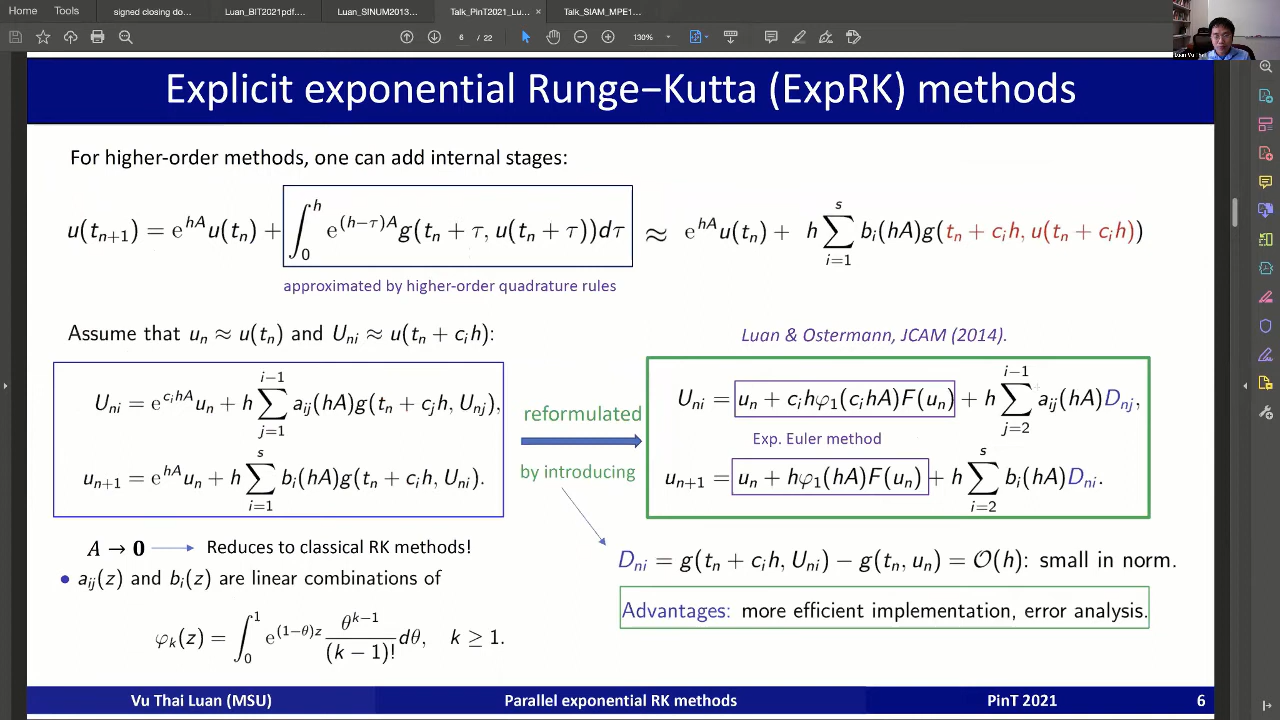 Home Tools signed closing do... Luan_BIT2021pdf.... Luan_SINUM2013... Talk_PinT2021_Lu... × Talk_SIAM_MPE1...
6 / 22 130%
Explicit exponential Runge−Kutta (ExpRK) methods
For higher-order methods, one can add internal stages:
u(t_{n+1}) = e^{hA}u(t_n) + ∫_0^h e^{(h−τ)A}g(t_n + τ, u(t_n + τ))dτ ≈ e^{hA}u(t_n) + h ∑_{i=1}^{s} b_i(hA)g(t_n + c_ih, u(t_n + c_ih))
approximated by higher-order quadrature rules
Assume that u_n ≈ u(t_n) and U_{ni} ≈ u(t_n + c_ih):
Luan & Ostermann, JCAM (2014).
U_{ni} = e^{c_ihA}u_n + h ∑_{j=1}^{i−1} a_{ij}(hA)g(t_n + c_jh, U_{nj}),
u_{n+1} = e^{hA}u_n + h ∑_{i=1}^{s} b_i(hA)g(t_n + c_ih, U_{ni}).
reformulated
by introducing
U_{ni} = u_n + c_ihφ_1(c_ihA)F(u_n) + h ∑_{j=2}^{i−1} a_{ij}(hA)D_{nj},
Exp. Euler method
u_{n+1} = u_n + hφ_1(hA)F(u_n) + h ∑_{i=2}^{s} b_i(hA)D_{ni}.
A → 0 Reduces to classical RK methods!
• a_{ij}(z) and b_i(z) are linear combinations of
φ_k(z) = ∫_0^1 e^{(1−θ)z} θ^{k−1}/(k − 1)! dθ, k ≥ 1.
D_{ni} = g(t_n + c_ih, U_{ni}) − g(t_n, u_n) = O(h): small in norm.
Advantages: more efficient implementation, error analysis.
Vu Thai Luan (MSU) Parallel exponential RK methods PinT 2021 6